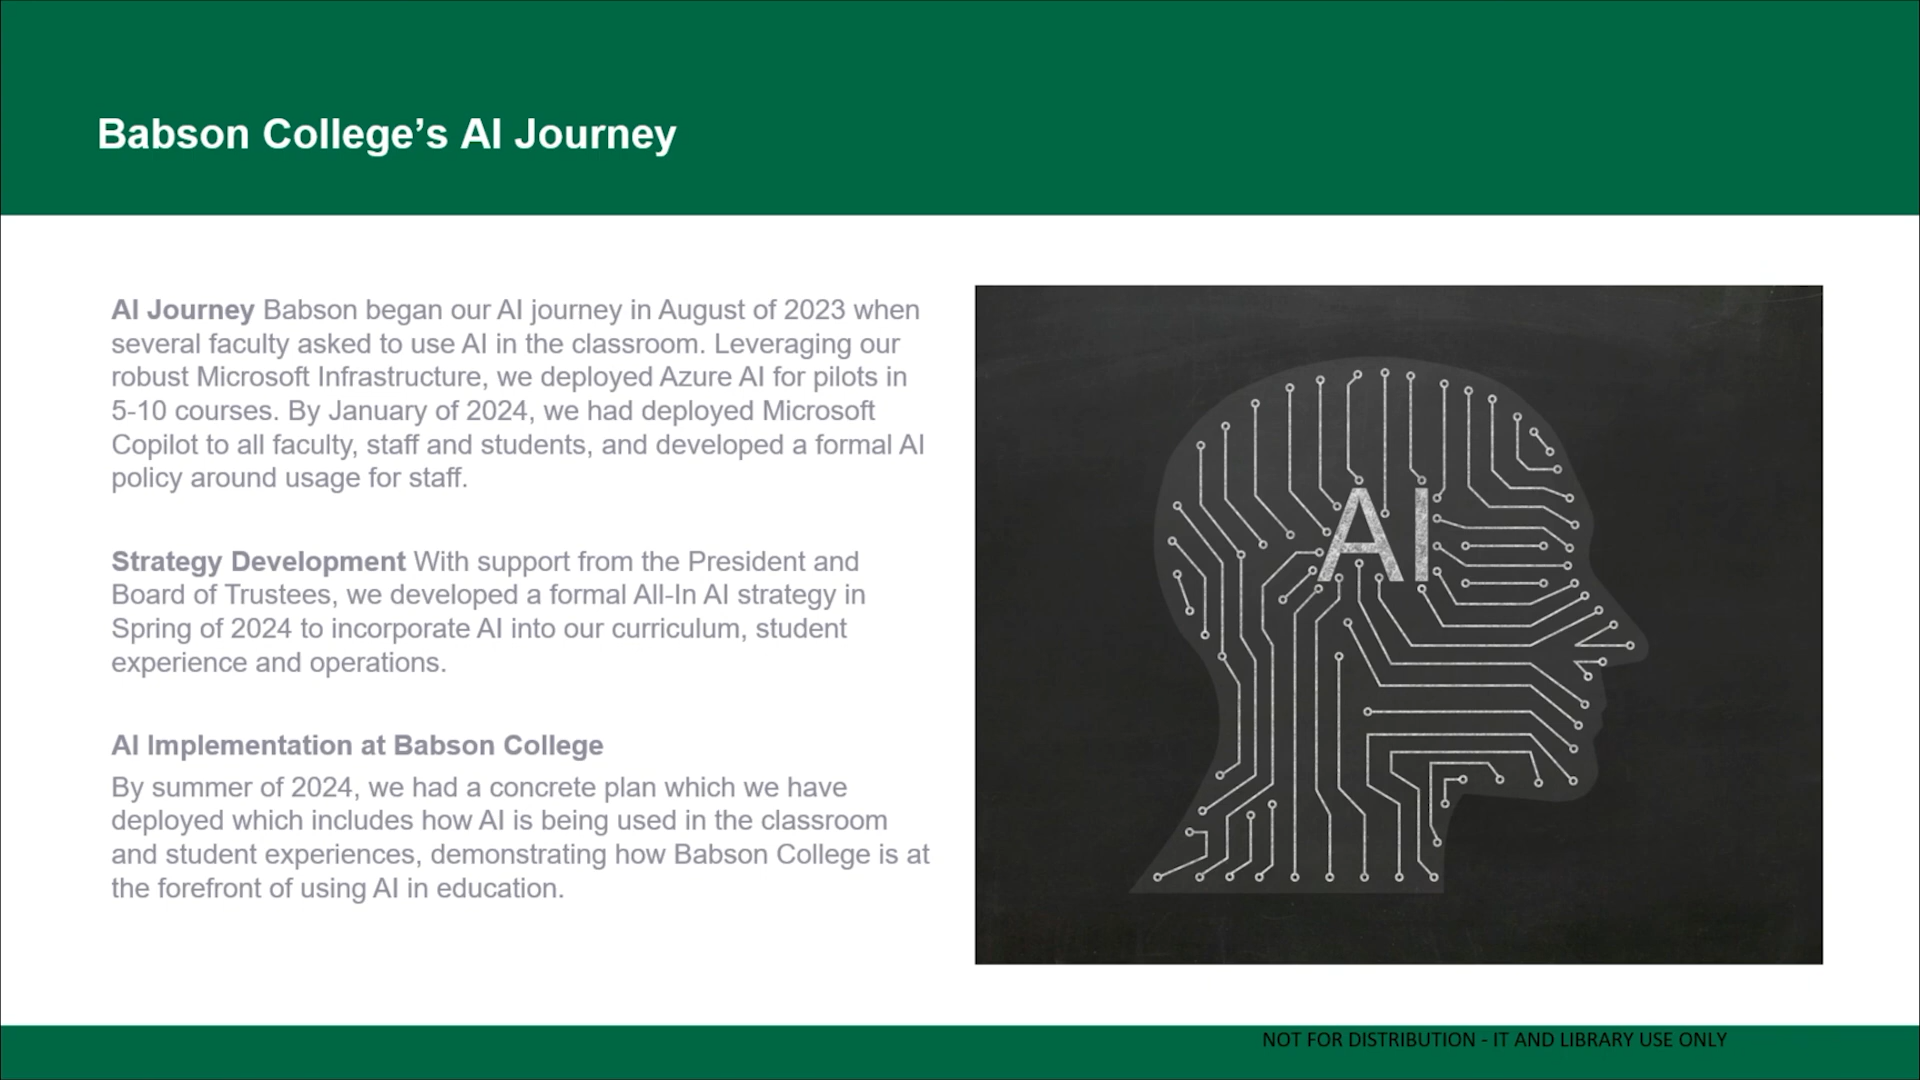 Babson College’s AI Journey
AI Journey Babson began our AI journey in August of 2023 when
several faculty asked to use AI in the classroom. Leveraging our
robust Microsoft Infrastructure, we deployed Azure AI for pilots in
5-10 courses. By January of 2024, we had deployed Microsoft
Copilot to all faculty, staff and students, and developed a formal AI
policy around usage for staff.
Strategy Development With support from the President and
Board of Trustees, we developed a formal All-In AI strategy in
Spring of 2024 to incorporate AI into our curriculum, student
experience and operations.
AI Implementation at Babson College
By summer of 2024, we had a concrete plan which we have
deployed which includes how AI is being used in the classroom
and student experiences, demonstrating how Babson College is at
the forefront of using AI in education.
AI
NOT FOR DISTRIBUTION - IT AND LIBRARY USE ONLY